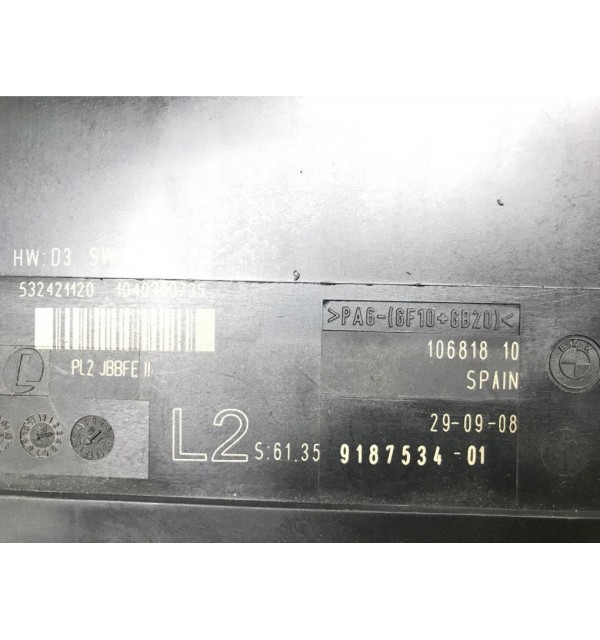 HW:D3 SW
532421120
>PA6-(GF10+GB20)<
106818 10
PL2 JBBFE II
SPAIN
29-09-08
L2 S:61.35 9187534-01
BMW